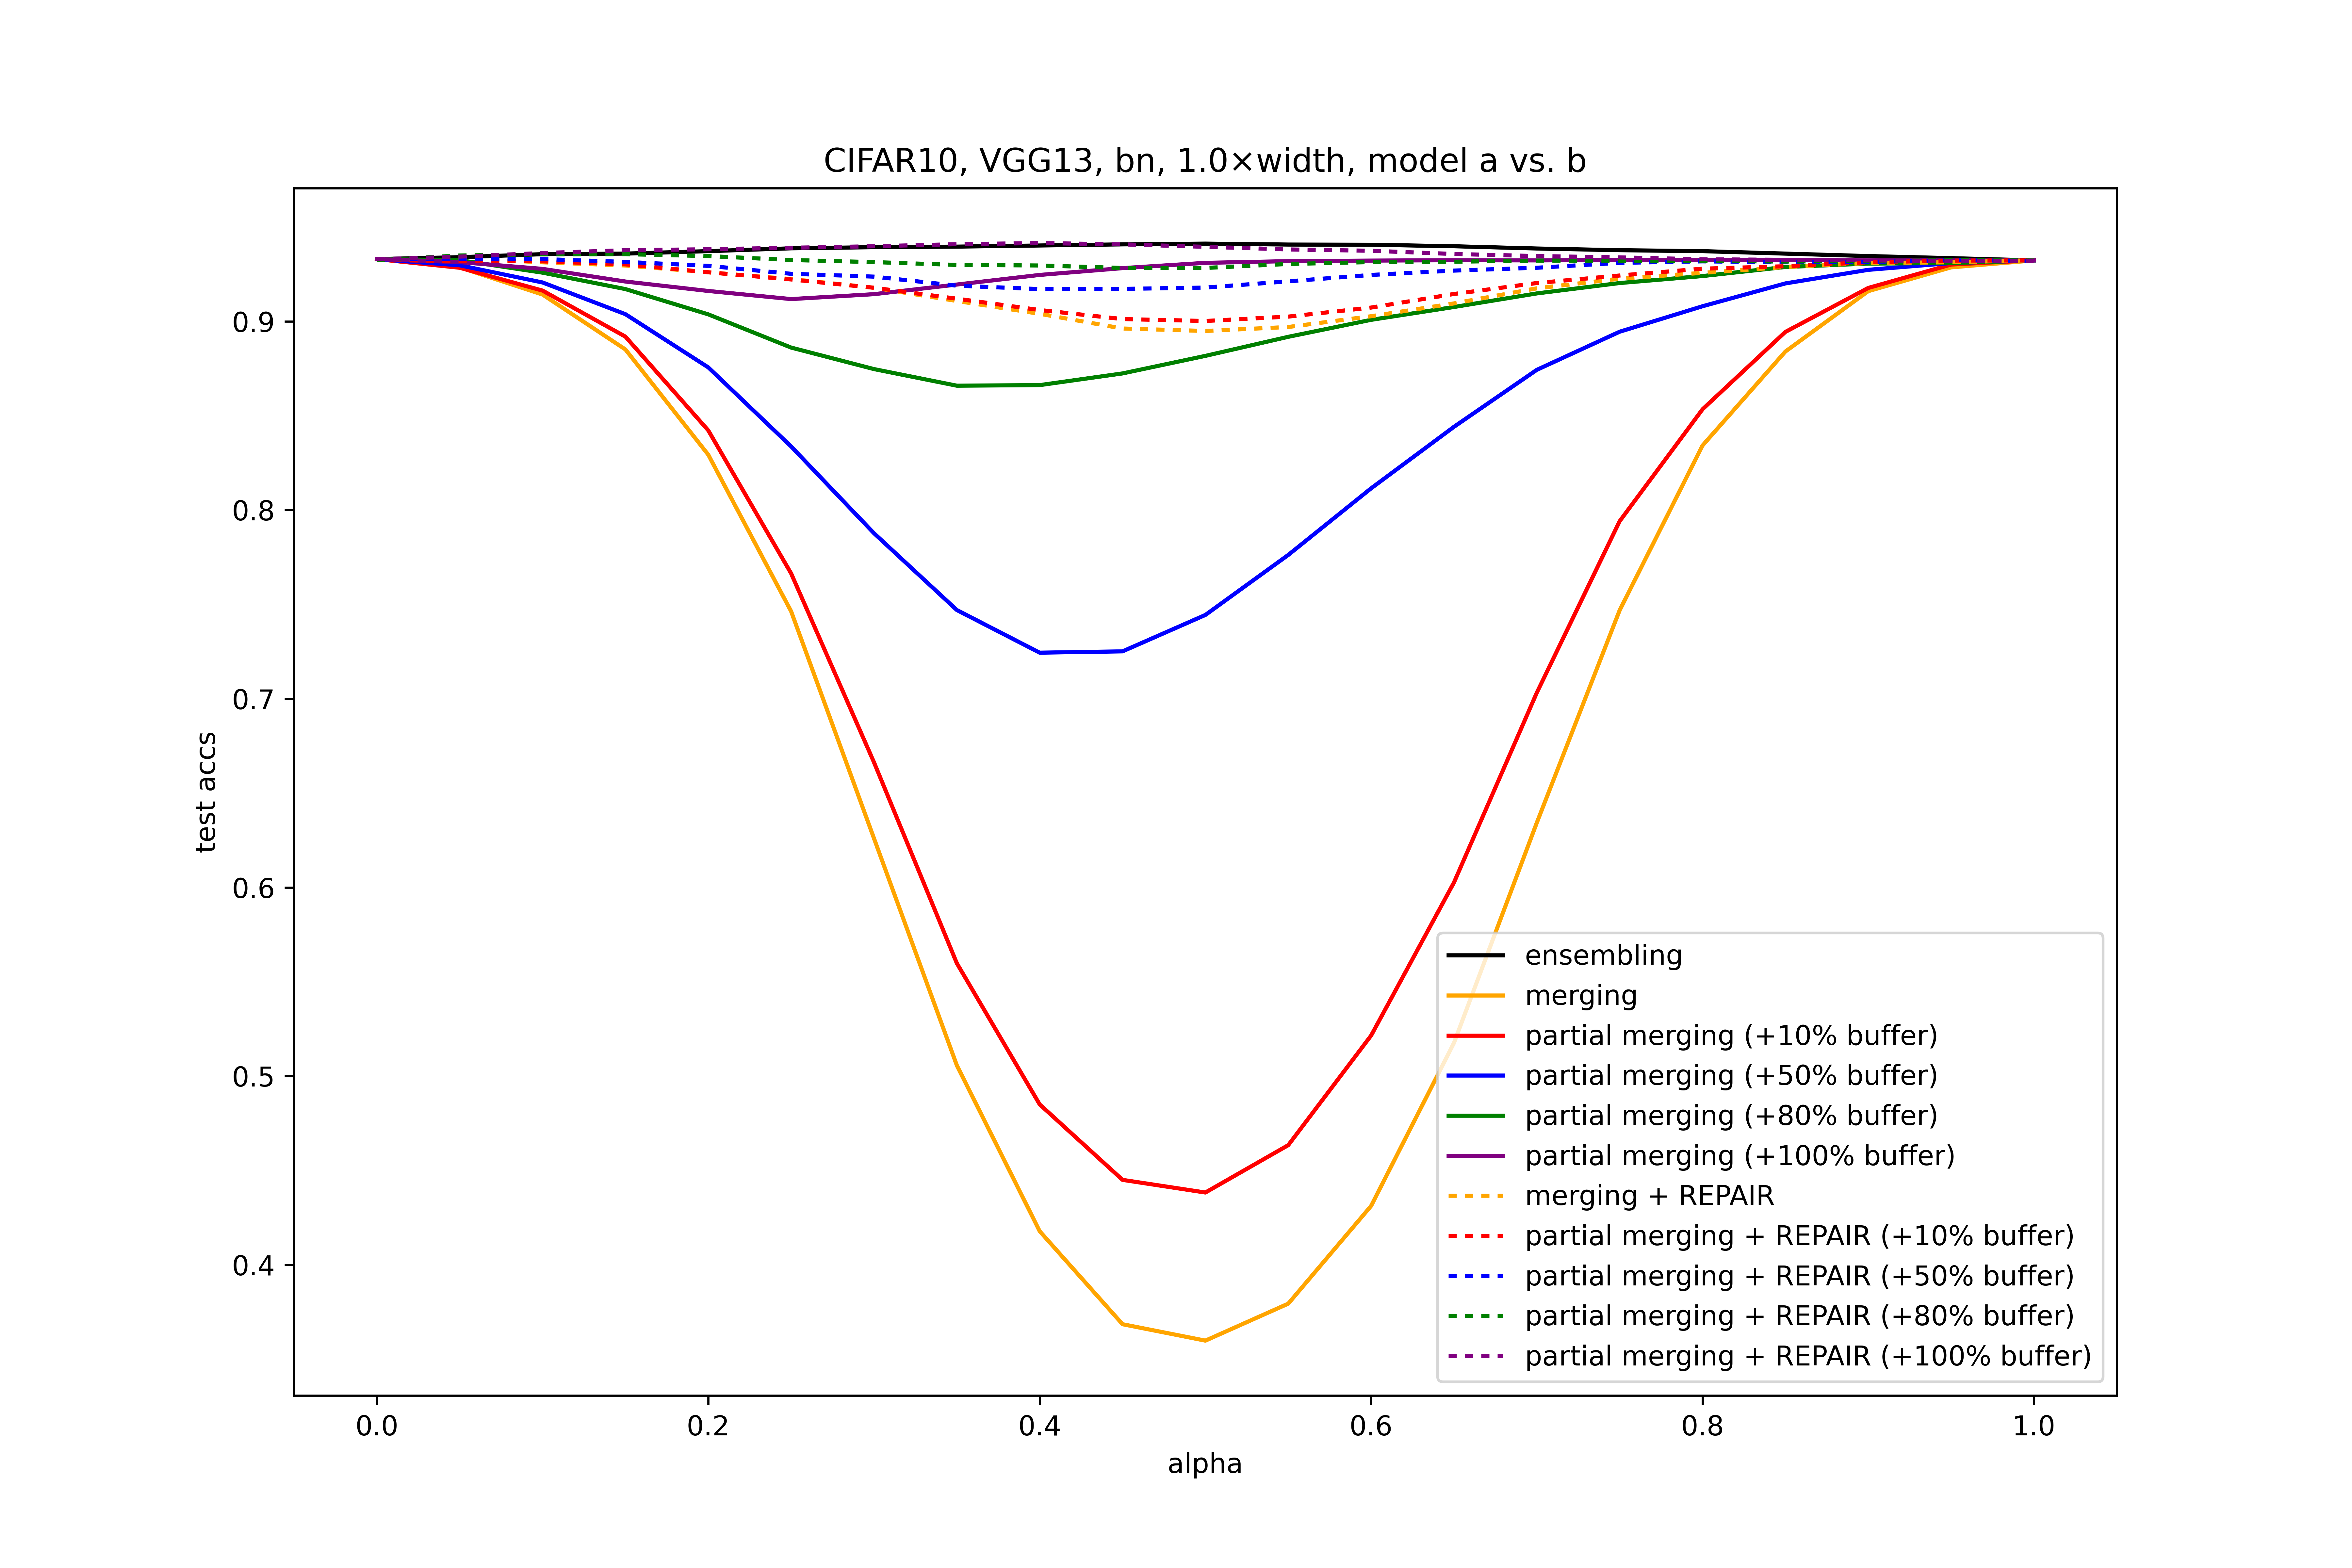 CIFAR10, VGG13, bn, 1.0×width, model a vs. b
test accs
0.9
0.8
0.7
0.6
0.5
0.4
ensembling
merging
partial merging (+10% buffer)
partial merging (+50% buffer)
partial merging (+80% buffer)
partial merging (+100% buffer)
merging + REPAIR
partial merging + REPAIR (+10% buffer)
partial merging + REPAIR (+50% buffer)
partial merging + REPAIR (+80% buffer)
partial merging + REPAIR (+100% buffer)
0.0 0.2 0.4 0.6 0.8 1.0
alpha